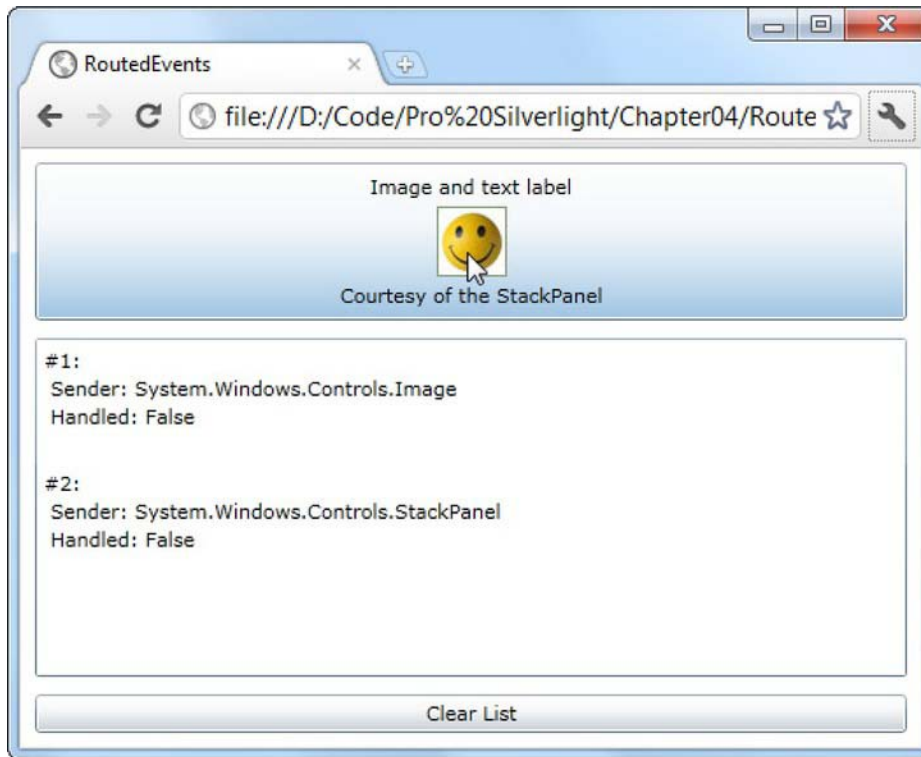 RoutedEvents
file:///D:/Code/Pro%20Silverlight/Chapter04/Route
Image and text label
Courtesy of the StackPanel
#1:
Sender: System.Windows.Controls.Image
Handled: False
#2:
Sender: System.Windows.Controls.StackPanel
Handled: False
Clear List